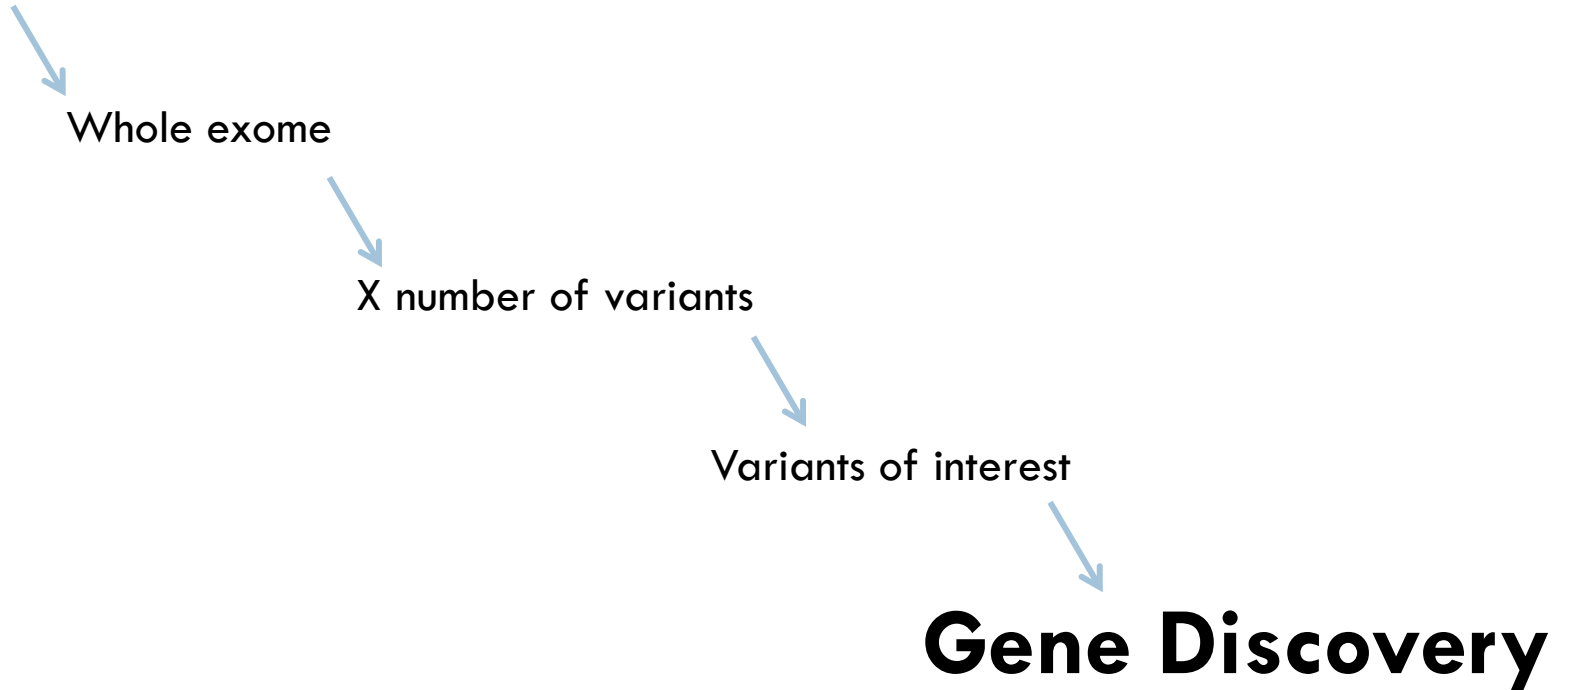 Whole exome
X number of variants
Variants of interest
Gene Discovery